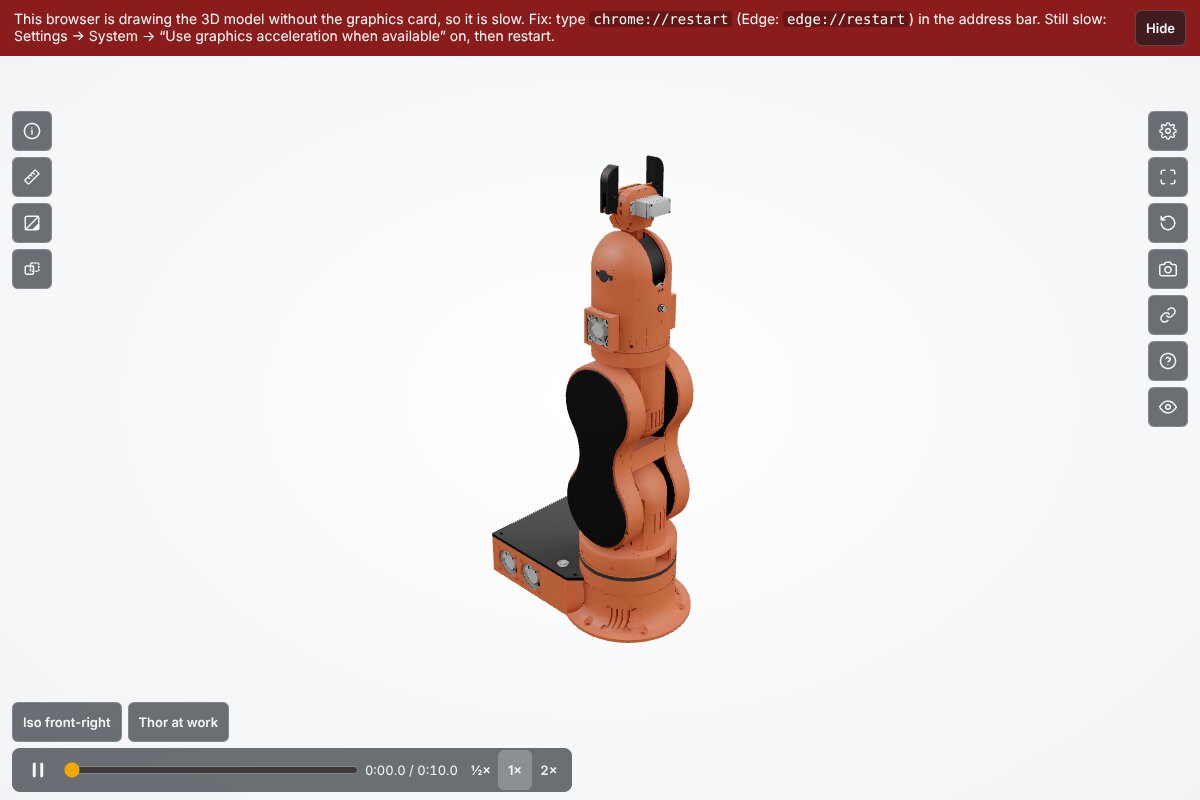 This browser is drawing the 3D model without the graphics card, so it is slow. Fix: type chrome://restart (Edge: edge://restart) in the address bar. Still slow:
Settings → System → “Use graphics acceleration when available” on, then restart.
Hide
Iso front-right
Thor at work
0:00.0 / 0:10.0
½×
1×
2×